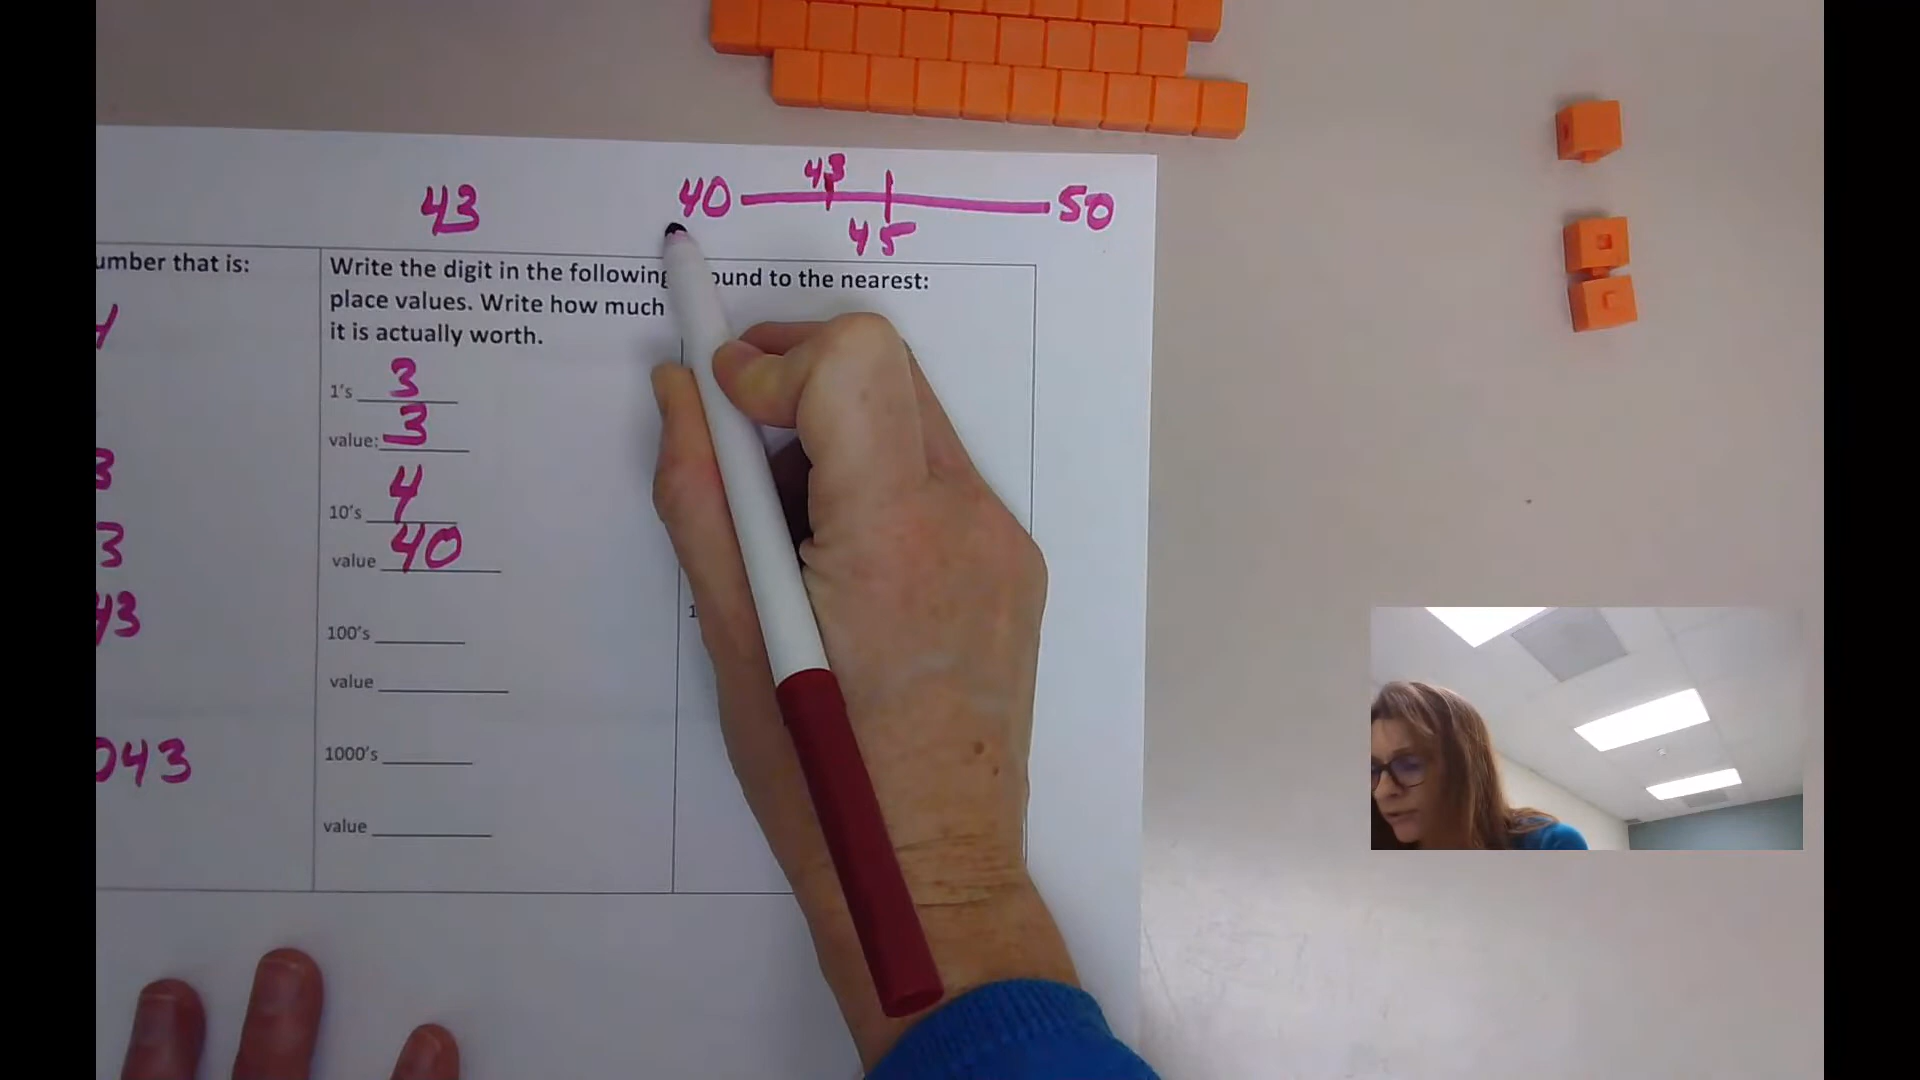 43
40 43 50
45
umber that is:
Write the digit in the following
place values. Write how much
it is actually worth.
ound to the nearest:
1's 3
value: 3
10's 4
value 40
100's
value
1000's
value
3
3
43
043
1